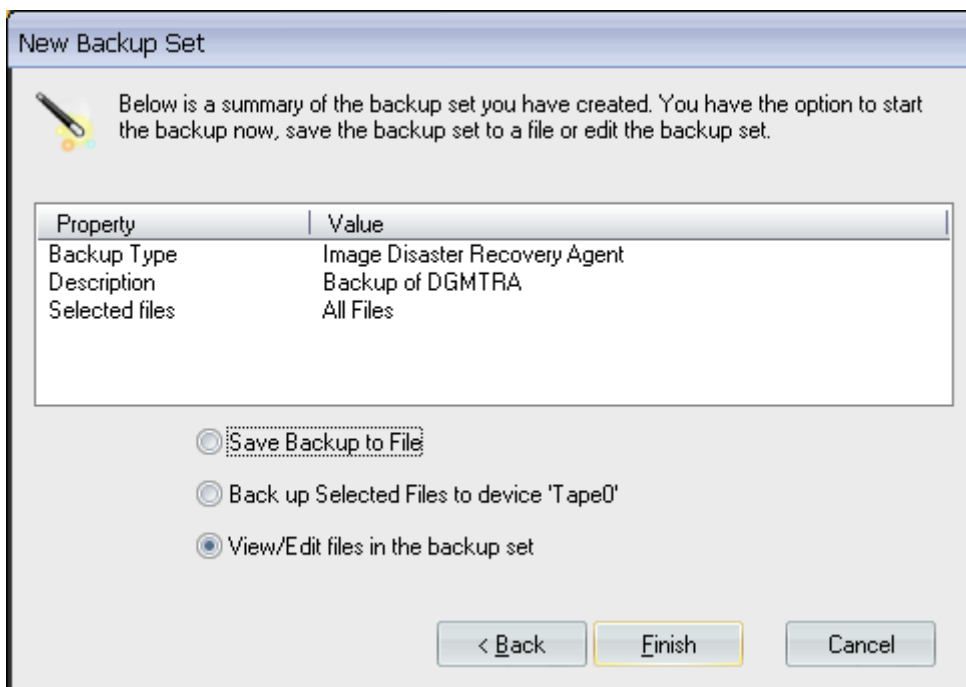 New Backup Set
Below is a summary of the backup set you have created. You have the option to start
the backup now, save the backup set to a file or edit the backup set.
Property Value
Backup Type Image Disaster Recovery Agent
Description Backup of DGMTRA
Selected files All Files
Save Backup to File
Back up Selected Files to device 'Tape0'
View/Edit files in the backup set
< Back Finish Cancel